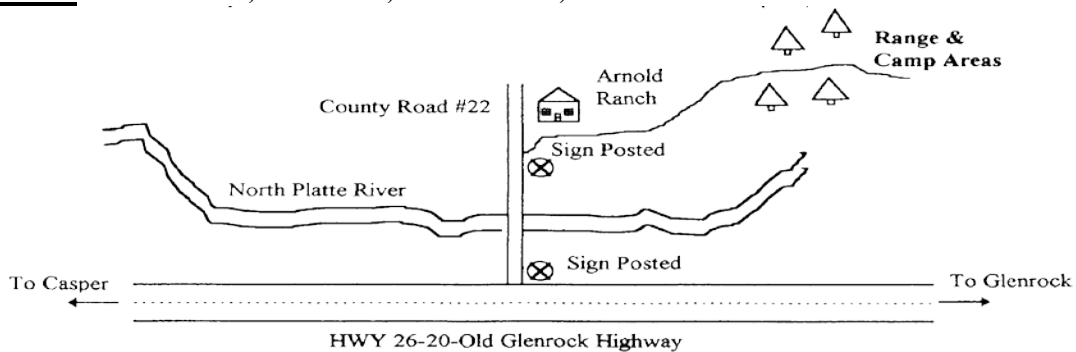 Range &
Camp Areas
Arnold
Ranch
County Road #22
Sign Posted
North Platte River
Sign Posted
To Casper
To Glenrock
HWY 26-20-Old Glenrock Highway